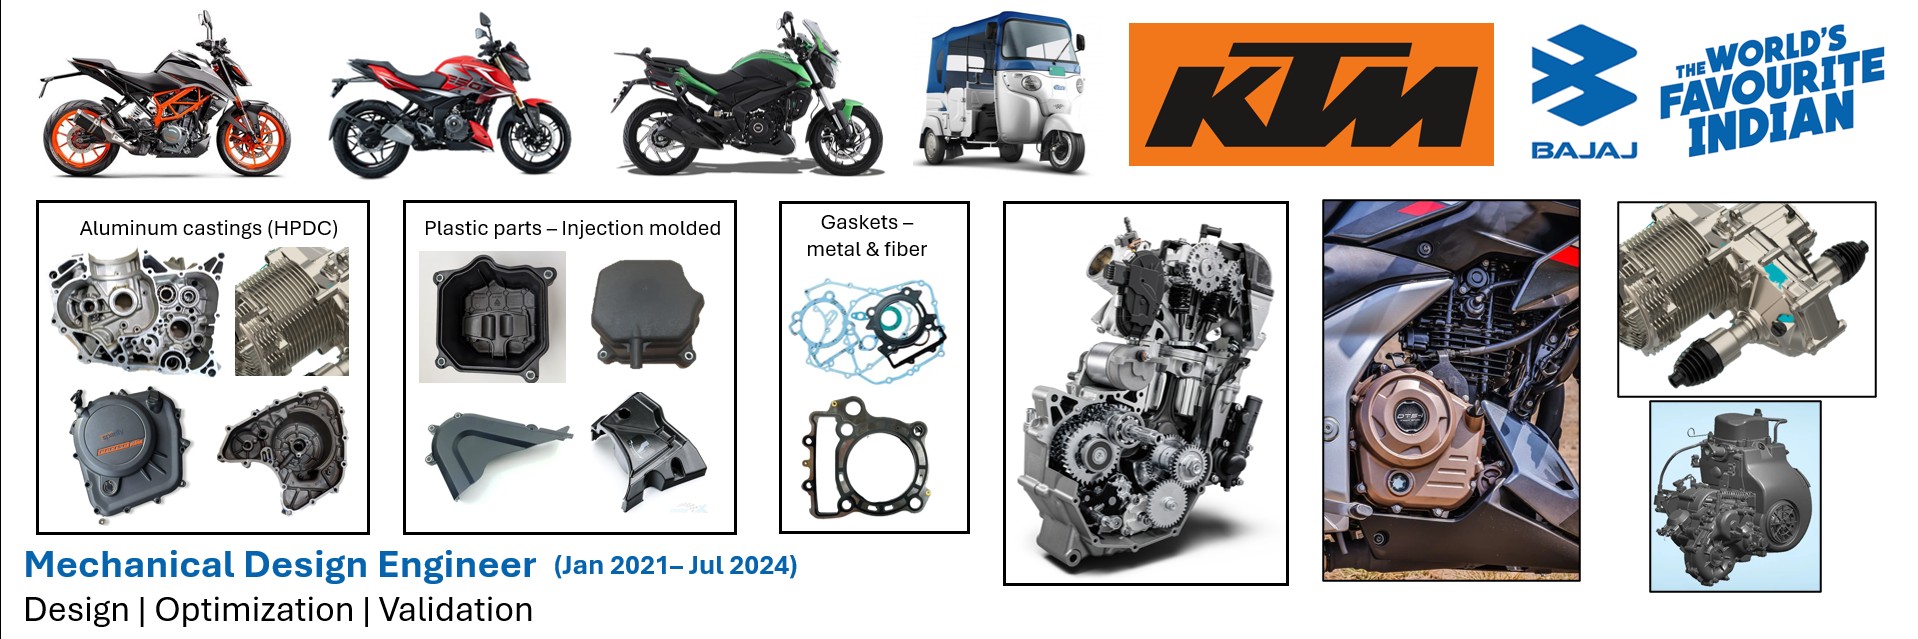 KTM
BAJAJ
THE WORLD'S
FAVOURITE
INDIAN
Aluminum castings (HPDC)
Plastic parts – Injection molded
Gaskets –
metal & fiber
DTS-i
Mechanical Design Engineer (Jan 2021– Jul 2024)
Design | Optimization | Validation